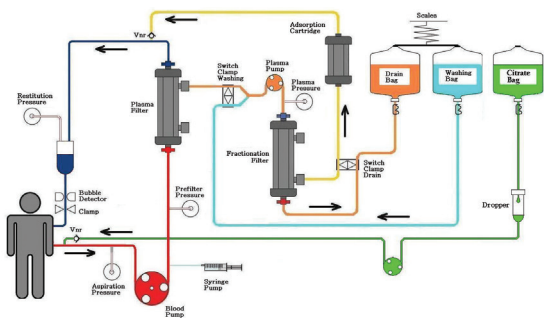 Adsorption
Cartridge
Scales
Vnr
Switch
Clamp
Washing
Plasma
Pump
Plasma
Pressure
Drain
Bag
Washing
Bag
Citrate
Bag
Restitution
Pressure
Plasma
Filter
Fractionation
Filter
Switch
Clamp
Drain
Bubble
Detector
Clamp
Prefilter
Pressure
Dropper
Vnr
Aspiration
Pressure
Blood
Pump
Syringe
Pump